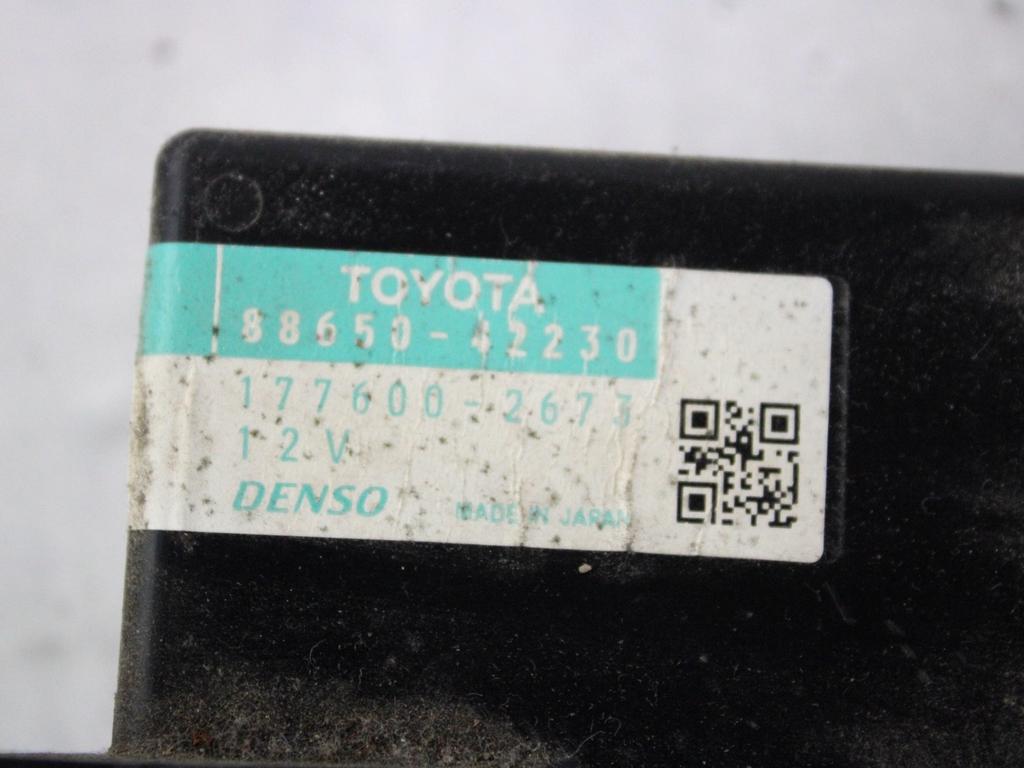 TOYOTA
88650-42230
177600-2673
12V
DENSO
MADE IN JAPAN